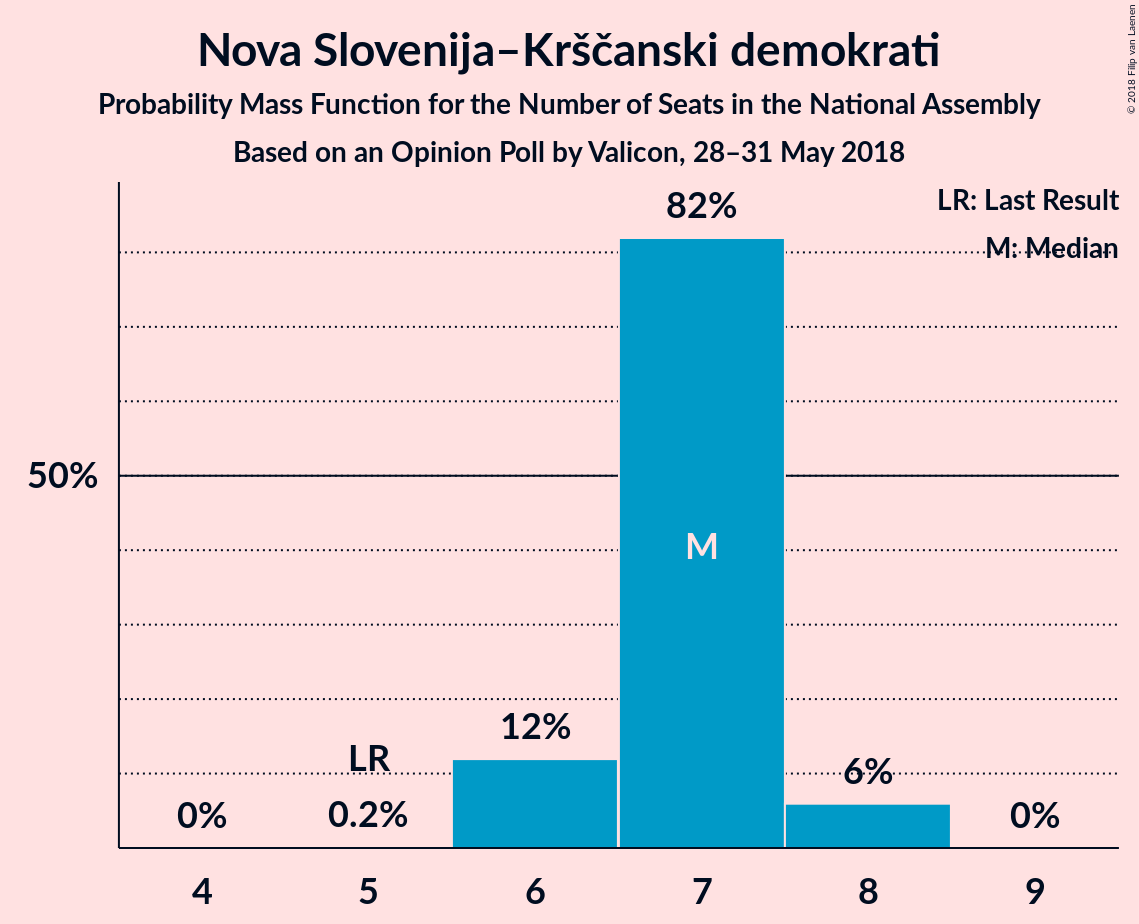 Nova Slovenija–Krščanski demokrati
Probability Mass Function for the Number of Seats in the National Assembly
Based on an Opinion Poll by Valicon, 28–31 May 2018
© 2018 Filip van Laenen
LR: Last Result
M: Median
82%
50%
M
12%
LR
6%
0%
0.2%
0%
4
5
6
7
8
9